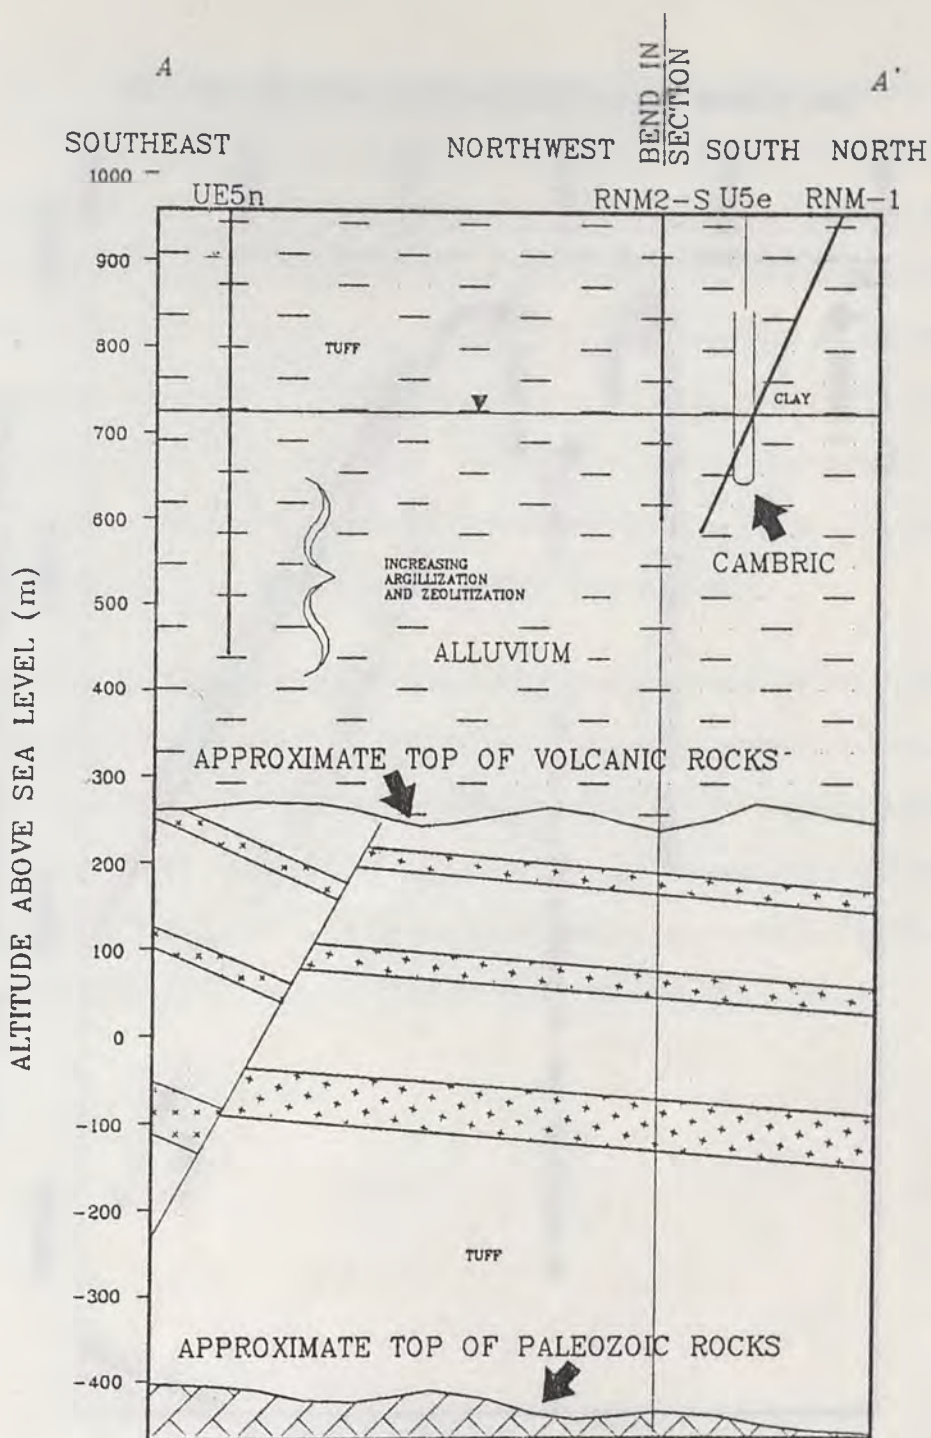 A
A'
BEND IN
SECTION
SOUTHEAST
NORTHWEST
SOUTH
NORTH
1000
UE5n
RNM2-S
U5e
RNM-1
900
800
TUFF
CLAY
700
600
CAMBRIC
INCREASING
ARGILLIZATION
AND ZEOLITIZATION
500
ALLUVIUM
400
APPROXIMATE TOP OF VOLCANIC ROCKS
300
200
100
0
-100
-200
TUFF
-300
APPROXIMATE TOP OF PALEOZOIC ROCKS
-400
ALTITUDE ABOVE SEA LEVEL (m)